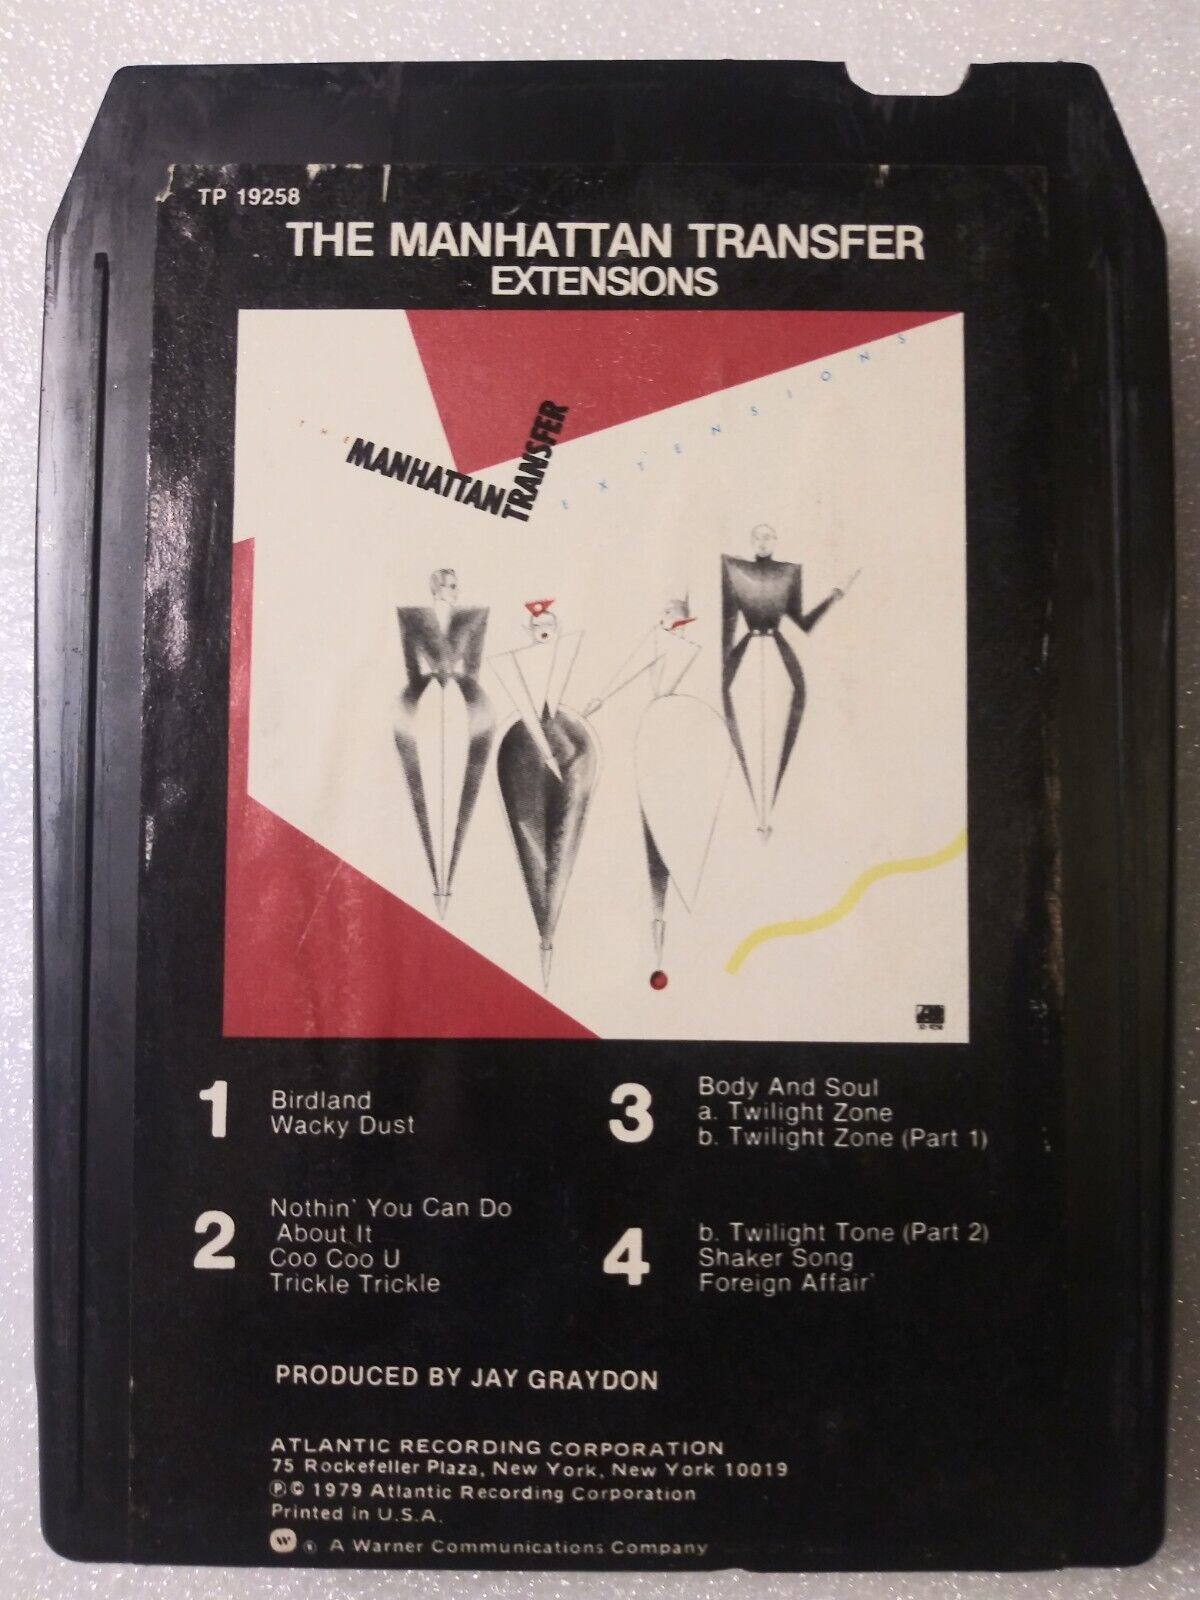 TP 19258
THE MANHATTAN TRANSFER
EXTENSIONS
THE
MANHATTAN
TRANSFER
EXTENSIONS
1
Birdland
Wacky Dust
2
Nothin' You Can Do
About It
Coo Coo U
Trickle Trickle
3
Body And Soul
a. Twilight Zone
b. Twilight Zone (Part 1)
4
b. Twilight Tone (Part 2)
Shaker Song
Foreign Affair'
PRODUCED BY JAY GRAYDON
ATLANTIC RECORDING CORPORATION
75 Rockefeller Plaza, New York, New York 10019
℗© 1979 Atlantic Recording Corporation
Printed in U.S.A.
W ® A Warner Communications Company